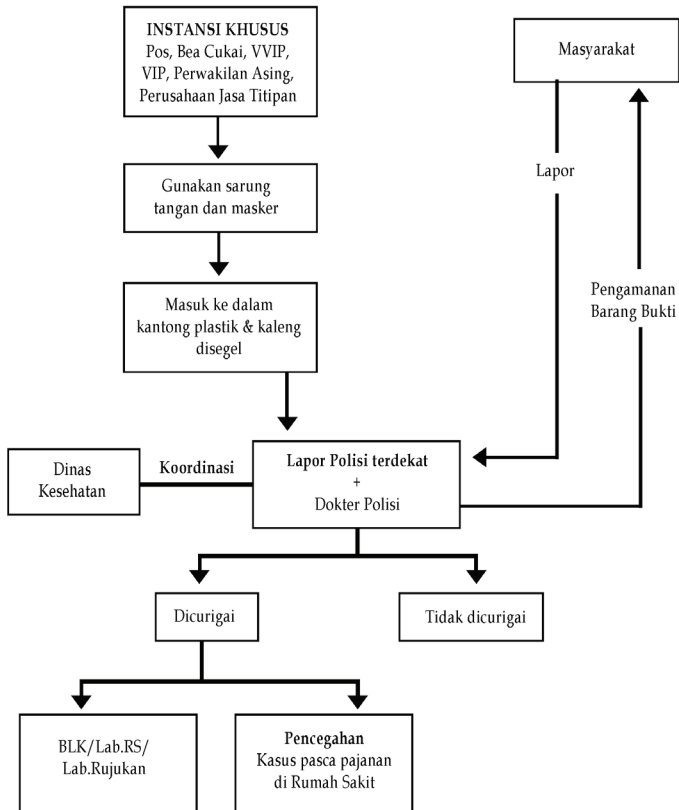 INSTANSI KHUSUS
Pos, Bea Cukai, VVIP,
VIP, Perwakilan Asing,
Perusahaan Jasa Titipan
Masyarakat
Gunakan sarung
tangan dan masker
Lapor
Masuk ke dalam
kantong plastik & kaleng
disegel
Pengamanan
Barang Bukti
Dinas
Kesehatan
Koordinasi
Lapor Polisi terdekat
+
Dokter Polisi
Dicurigai
Tidak dicurigai
BLK/Lab.RS/
Lab.Rujukan
Pencegahan
Kasus pasca pajanan
di Rumah Sakit